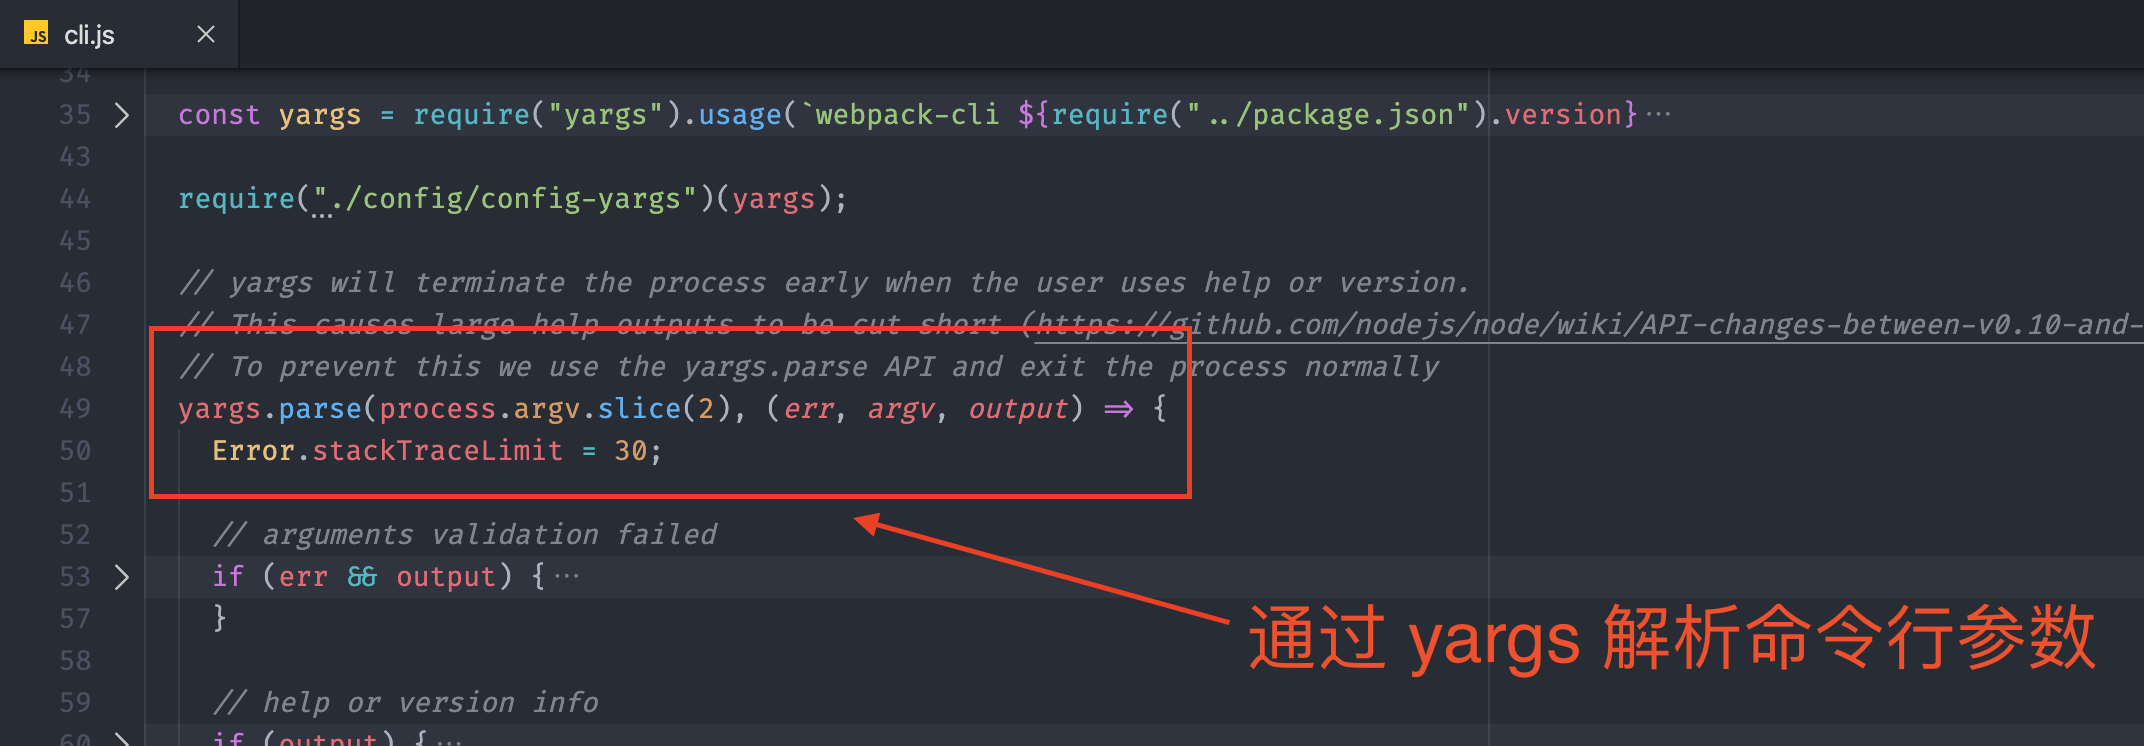 JS cli.js
34
35 const yargs = require("yargs").usage(`webpack-cli ${require("../package.json").version}…
43
44 require("./config/config-yargs")(yargs);
45
46 // yargs will terminate the process early when the user uses help or version.
47 // This causes large help outputs to be cut short (https://github.com/nodejs/node/wiki/API-changes-between-v0.10-and-
48 // To prevent this we use the yargs.parse API and exit the process normally
49 yargs.parse(process.argv.slice(2), (err, argv, output) => {
50 Error.stackTraceLimit = 30;
51
52 // arguments validation failed
53 if (err && output) {…
57 }
通过 yargs 解析命令行参数
58
59 // help or version info
60 if (output) {…